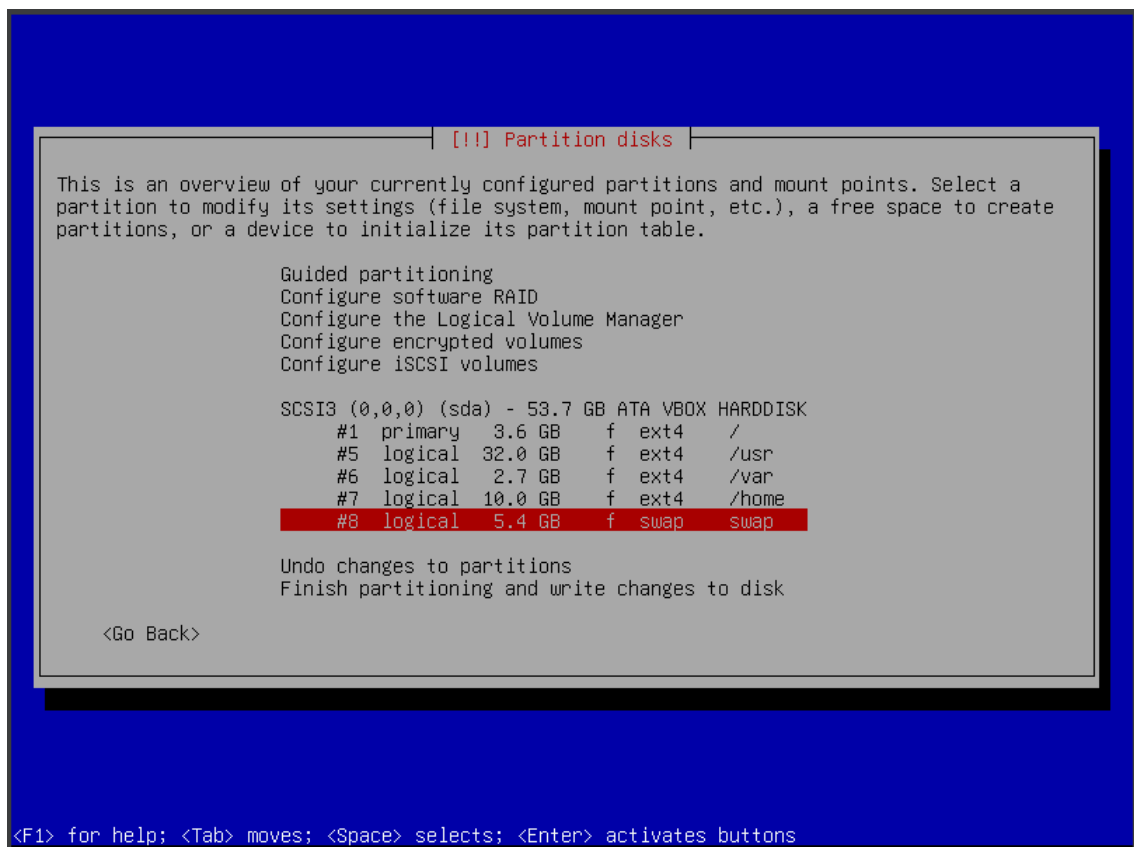 [!!] Partition disks
This is an overview of your currently configured partitions and mount points. Select a
partition to modify its settings (file system, mount point, etc.), a free space to create
partitions, or a device to initialize its partition table.
Guided partitioning
Configure software RAID
Configure the Logical Volume Manager
Configure encrypted volumes
Configure iSCSI volumes
SCSI3 (0,0,0) (sda) - 53.7 GB ATA VBOX HARDDISK
#1 primary 3.6 GB f ext4 /
#5 logical 32.0 GB f ext4 /usr
#6 logical 2.7 GB f ext4 /var
#7 logical 10.0 GB f ext4 /home
#8 logical 5.4 GB f swap swap
Undo changes to partitions
Finish partitioning and write changes to disk
<Go Back>
<F1> for help; <Tab> moves; <Space> selects; <Enter> activates buttons